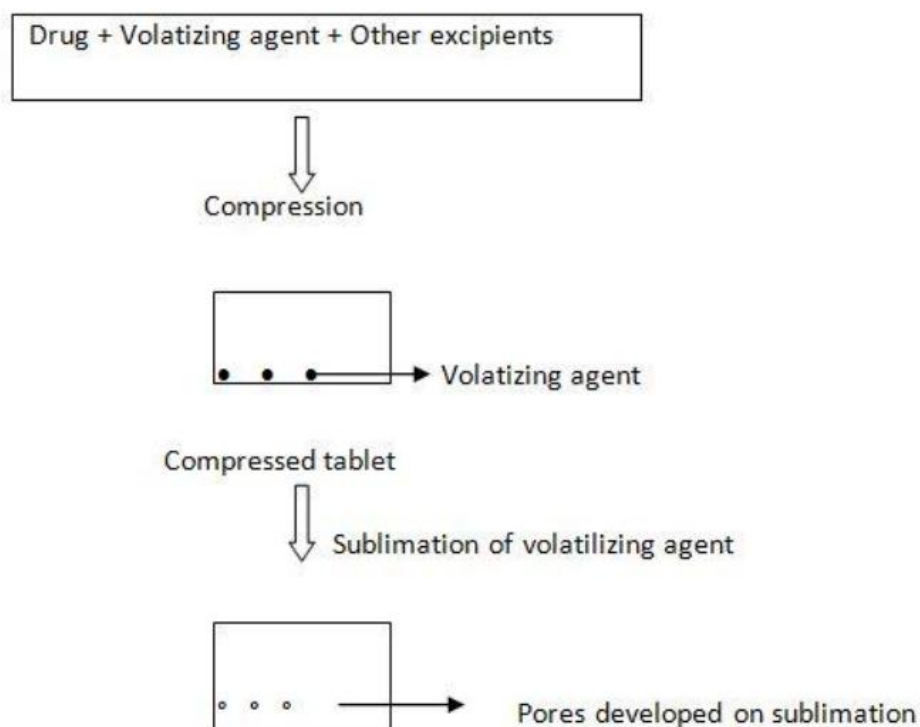 Drug + Volatizing agent + Other excipients
Compression
Volatizing agent
Compressed tablet
Sublimation of volatilizing agent
Pores developed on sublimation